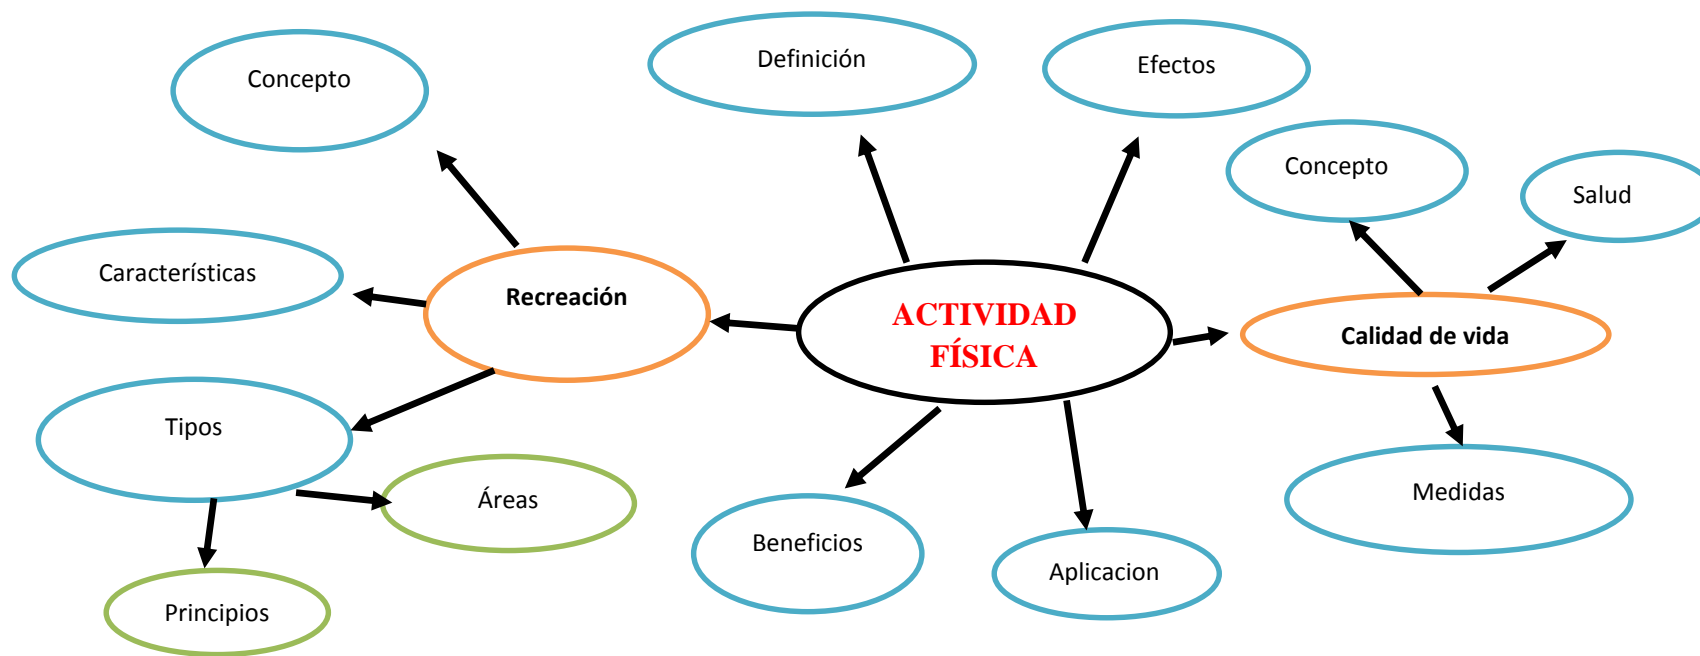 Definición
Efectos
Concepto
Concepto
Salud
Características
Recreación
ACTIVIDAD
FÍSICA
Calidad de vida
Tipos
Áreas
Medidas
Beneficios
Aplicacion
Principios